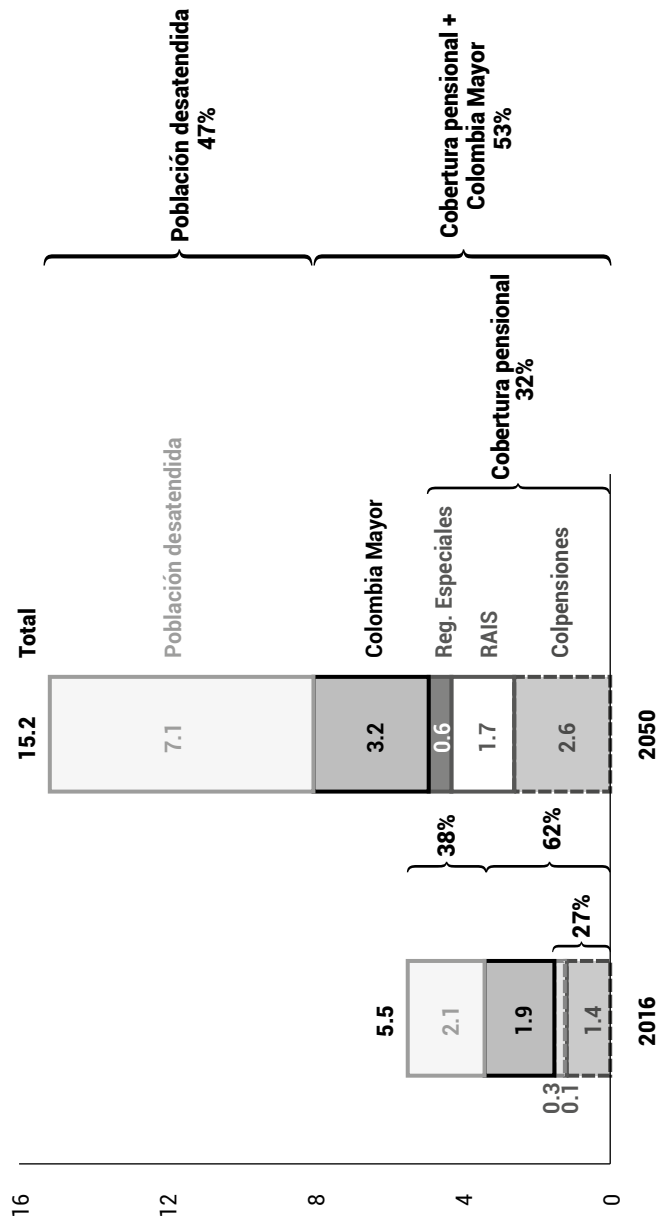 16
12
8
4
0
5.5
2.1
1.9
0.3
0.1
1.4
2016
38%
62%
27%
15.2
Total
7.1
Población desatendida
3.2
Colombia Mayor
0.6
Reg. Especiales
1.7
RAIS
2.6
Colpensiones
2050
Cobertura pensional
32%
Población desatendida
47%
Cobertura pensional +
Colombia Mayor
53%